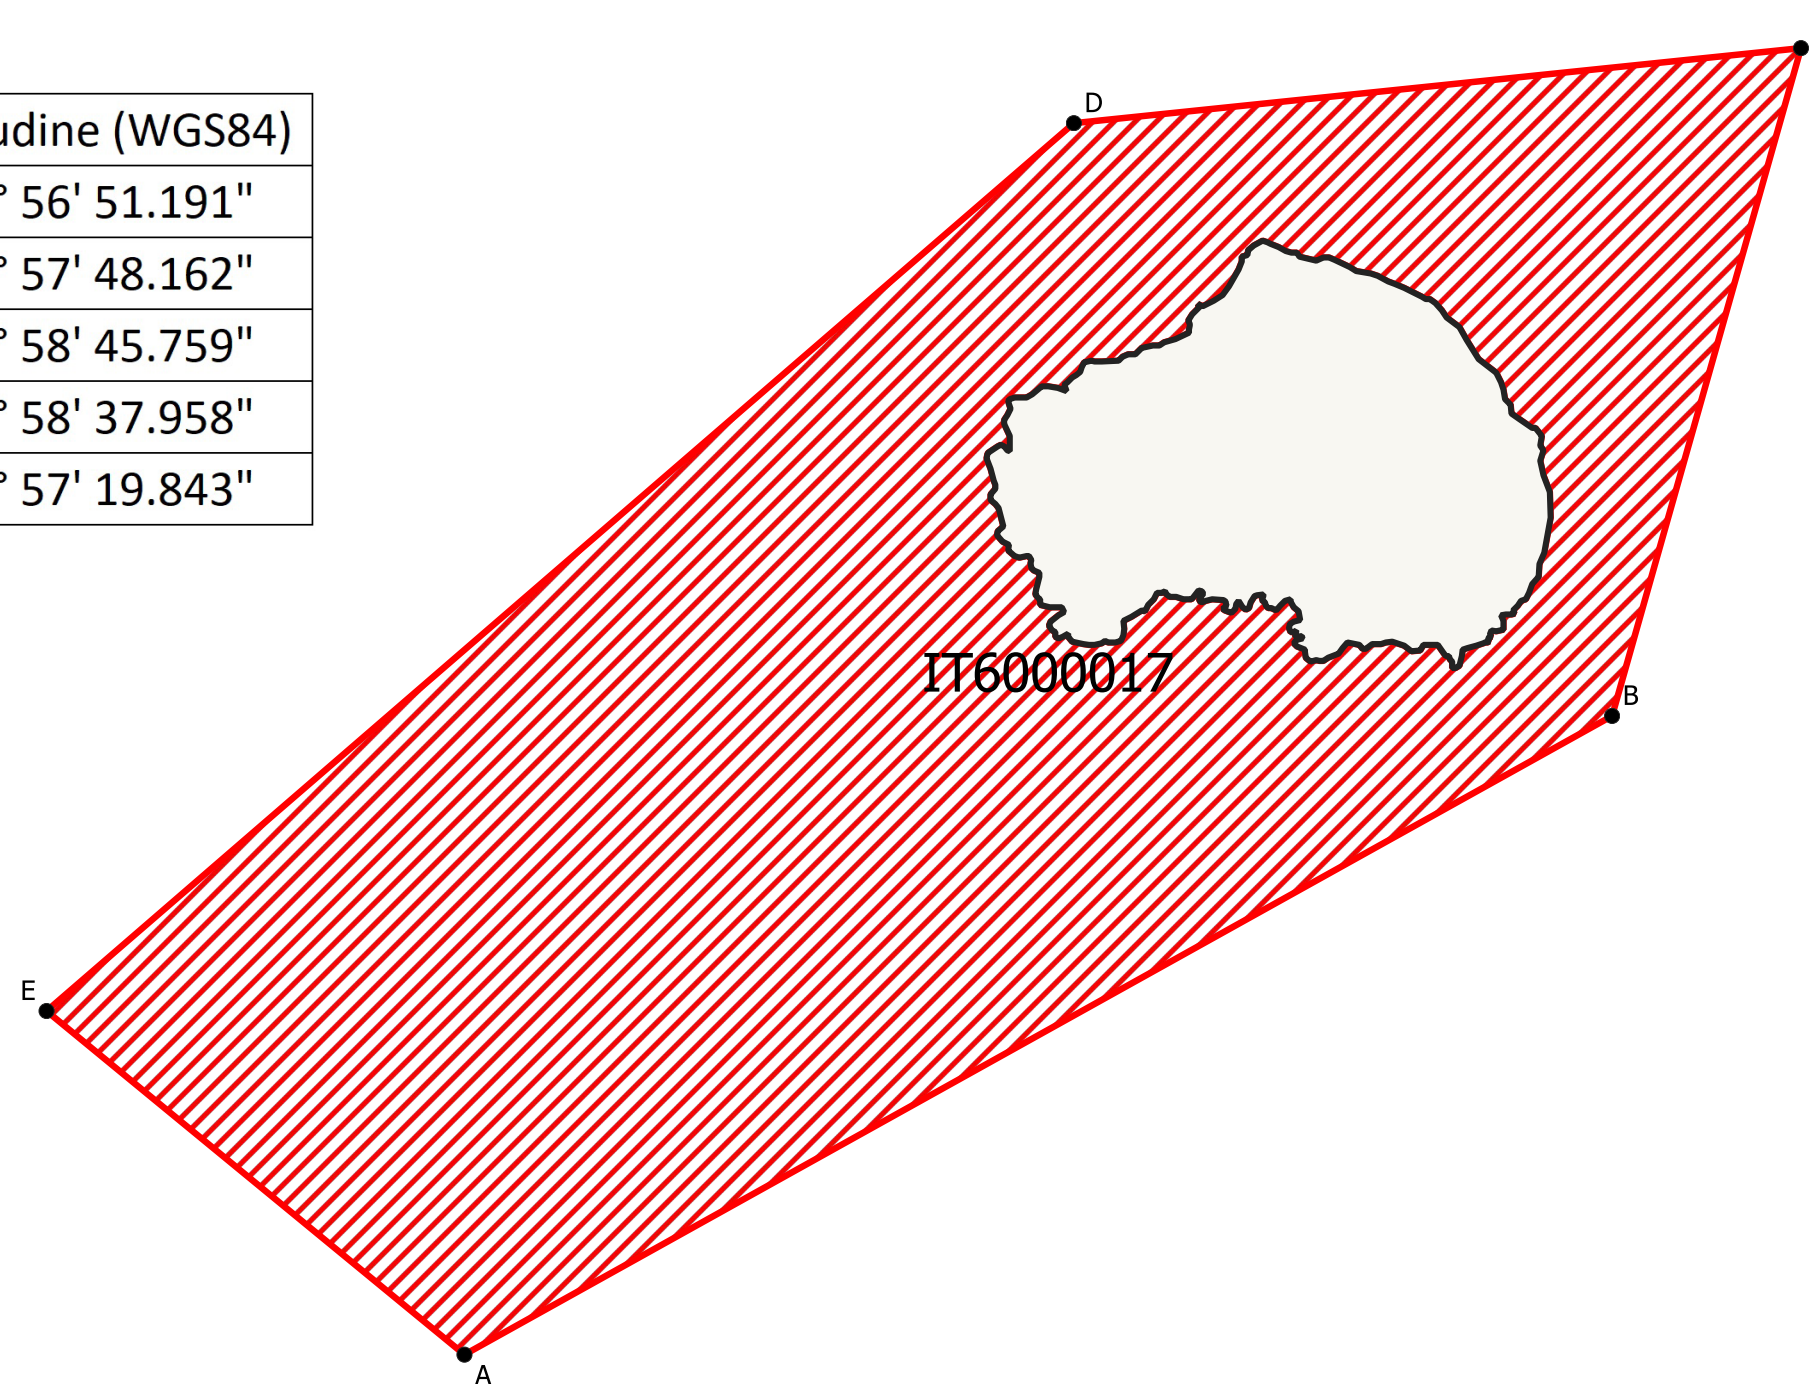 udine (WGS84)
° 56' 51.191"
° 57' 48.162"
° 58' 45.759"
° 58' 37.958"
° 57' 19.843"
D
IT6000017
B
E
A